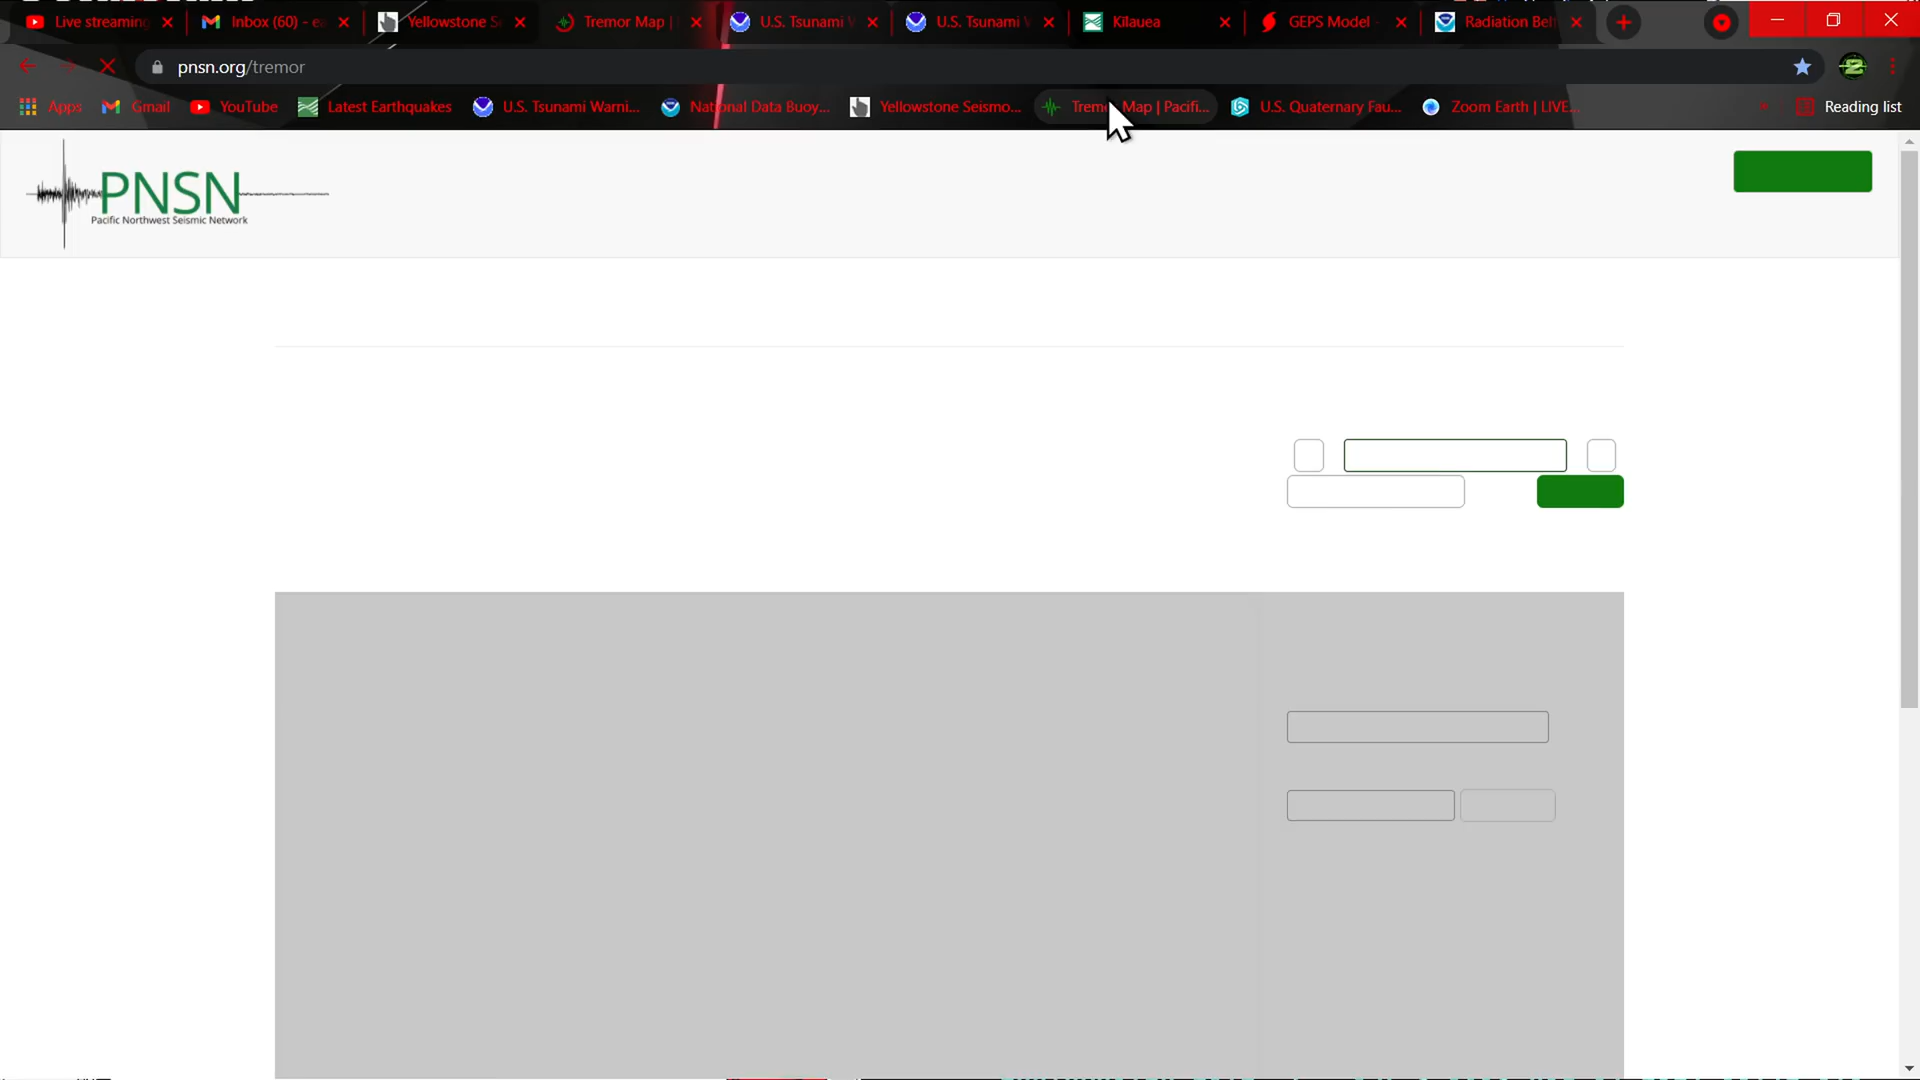 Live streaming
Inbox (60) - ea
Yellowstone S
Tremor Map |
U.S. Tsunami W
U.S. Tsunami W
Kilauea
GEPS Model -
Radiation Bel
pnsn.org/tremor
Apps
Gmail
YouTube
Latest Earthquakes
U.S. Tsunami Warni...
National Data Buoy...
Yellowstone Seismo...
Tremor Map | Pacifi...
U.S. Quaternary Fau...
Zoom Earth | LIVE...
Reading list
PNSN
Pacific Northwest Seismic Network